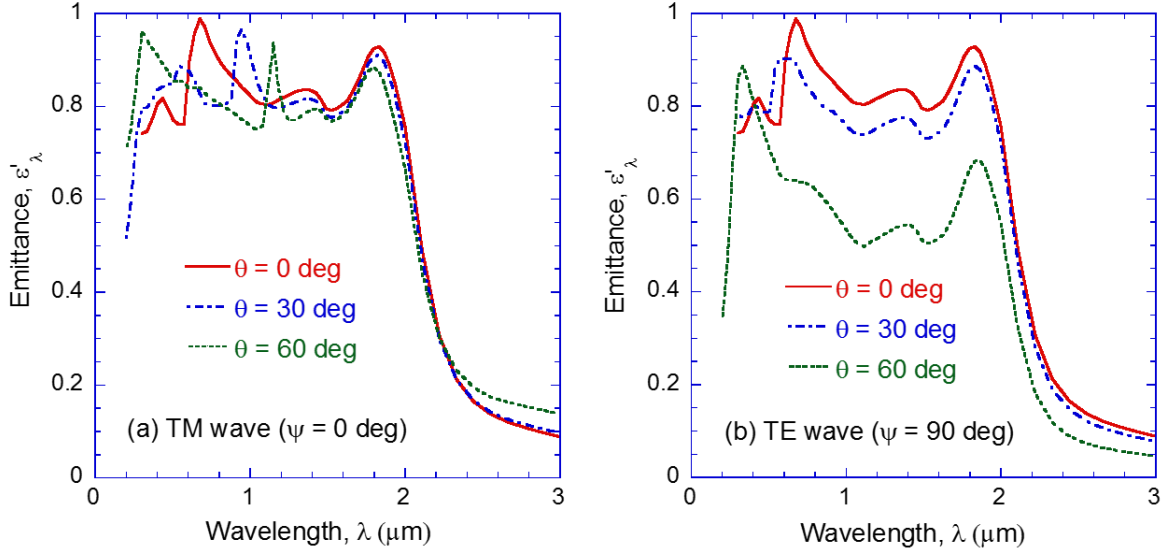 1
0.8
0.6
0.4
0.2
0
Emittance, ε'λ
θ = 0 deg
θ = 30 deg
θ = 60 deg
(a) TM wave (ψ = 0 deg)
0 1 2 3
Wavelength, λ (μm)
1
0.8
0.6
0.4
0.2
0
Emittance, ε'λ
θ = 0 deg
θ = 30 deg
θ = 60 deg
(b) TE wave (ψ = 90 deg)
0 1 2 3
Wavelength, λ (μm)